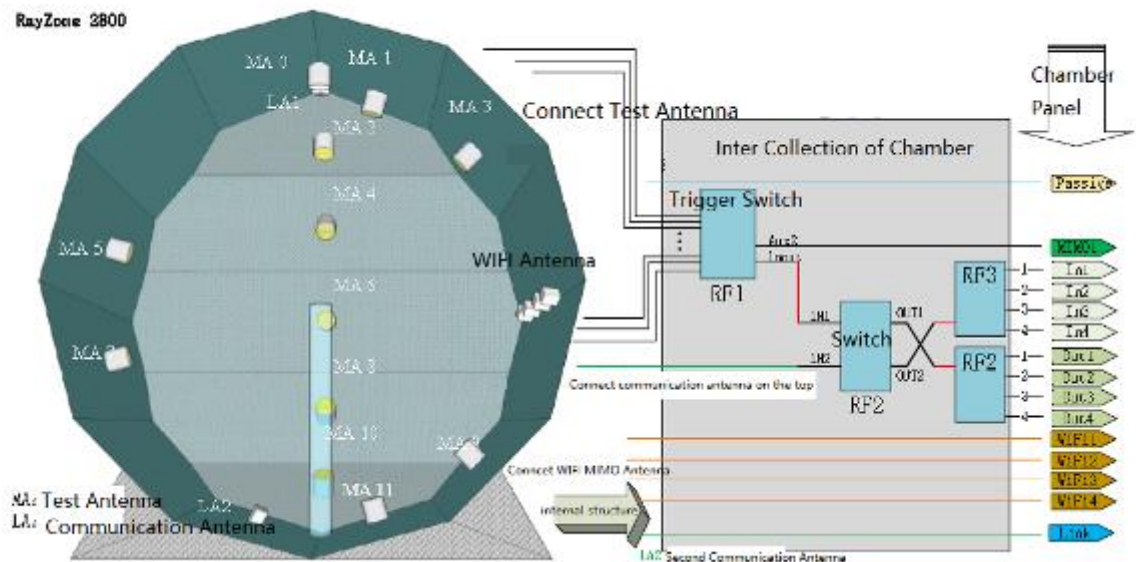 RayZone 2800
MA 0
MA 1
LA1
MA 3
MA 2
MA 4
MA 5
MA 6
MA 8
MA 10
MA 9
MA 11
LA2
MA: Test Antenna
LA: Communication Antenna
Connect Test Antenna
WIFI Antenna
Inter Collection of Chamber
Trigger Switch
RF1
Aux2
IN1
IN2
Switch
OUT1
OUT2
RF2
RF3
1
2
3
4
RF2
1
2
3
4
Connect communication antenna on the top
Conncet WIFI MIMO Antenna
internal structure
LA2 Second Communication Antenna
Chamber
Panel
Passive
MIMO1
In1
In2
In3
In4
Out1
Out2
Out3
Out4
WiFi1
WiFi2
WiFi3
WiFi4
Link